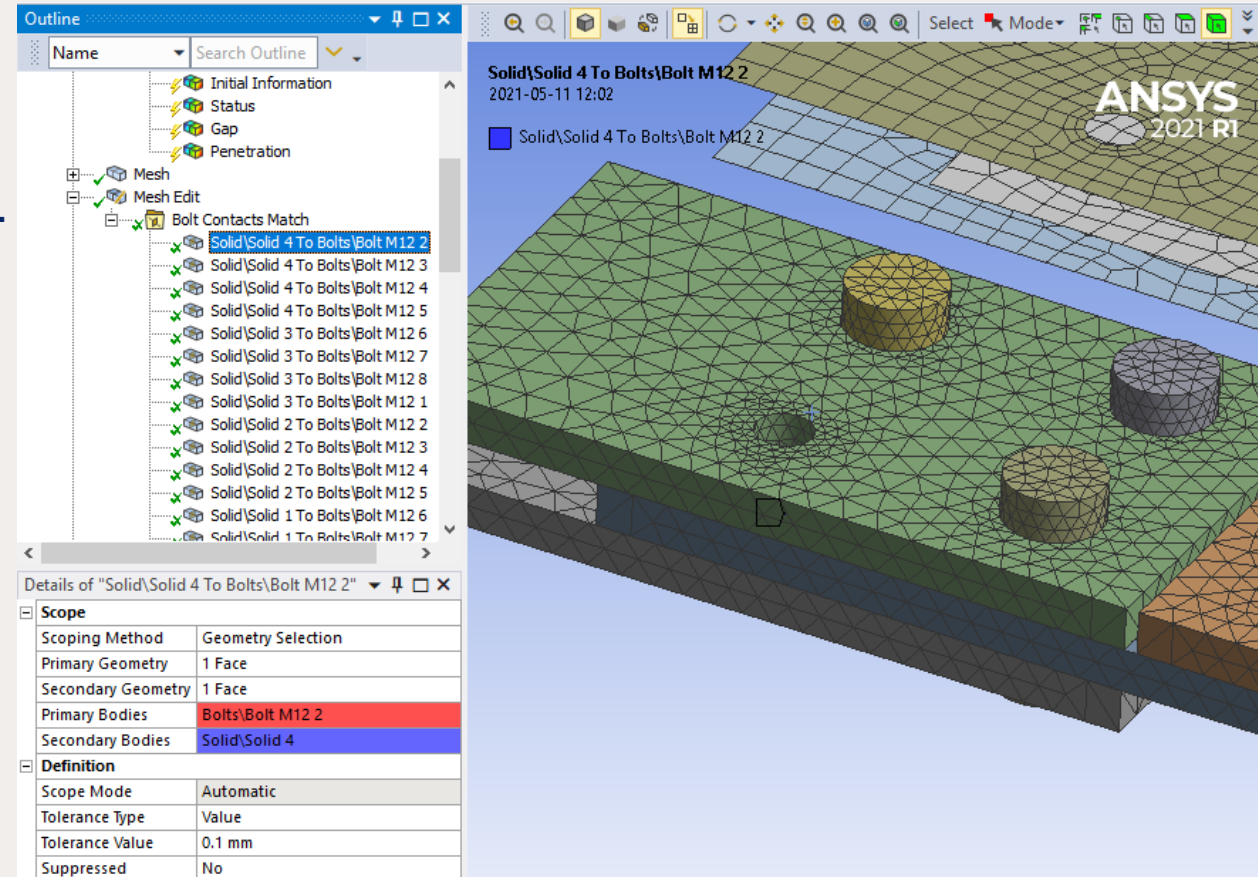 Outline
Name
Search Outline
Initial Information
Status
Gap
Penetration
Mesh
Mesh Edit
Bolt Contacts Match
Solid\Solid 4 To Bolts\Bolt M12 2
Solid\Solid 4 To Bolts\Bolt M12 3
Solid\Solid 4 To Bolts\Bolt M12 4
Solid\Solid 4 To Bolts\Bolt M12 5
Solid\Solid 3 To Bolts\Bolt M12 6
Solid\Solid 3 To Bolts\Bolt M12 7
Solid\Solid 3 To Bolts\Bolt M12 8
Solid\Solid 3 To Bolts\Bolt M12 1
Solid\Solid 2 To Bolts\Bolt M12 2
Solid\Solid 2 To Bolts\Bolt M12 3
Solid\Solid 2 To Bolts\Bolt M12 4
Solid\Solid 2 To Bolts\Bolt M12 5
Solid\Solid 1 To Bolts\Bolt M12 6
Solid\Solid 1 To Bolts\Bolt M12 7
Details of "Solid\Solid 4 To Bolts\Bolt M12 2"
Scope
Scoping Method Geometry Selection
Primary Geometry 1 Face
Secondary Geometry 1 Face
Primary Bodies Bolts\Bolt M12 2
Secondary Bodies Solid\Solid 4
Definition
Scope Mode Automatic
Tolerance Type Value
Tolerance Value 0.1 mm
Suppressed No
Select Mode
Solid\Solid 4 To Bolts\Bolt M12 2
2021-05-11 12:02
Solid\Solid 4 To Bolts\Bolt M12 2
ANSYS
2021 R1